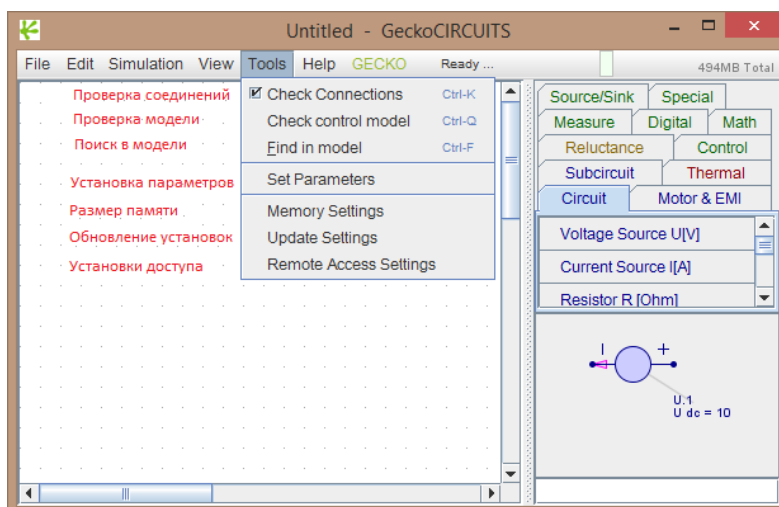 Untitled - GeckoCIRCUITS
File Edit Simulation View Tools Help GECKO Ready ... 494MB Total
Проверка соединений
Проверка модели
Поиск в модели
Установка параметров
Размер памяти
Обновление установок
Установки доступа
Check Connections Ctrl-K
Check control model Ctrl-Q
Find in model Ctrl-F
Set Parameters
Memory Settings
Update Settings
Remote Access Settings
Source/Sink Special
Measure Digital Math
Reluctance Control
Subcircuit Thermal
Circuit Motor & EMI
Voltage Source U[V]
Current Source I[A]
Resistor R [Ohm]
I +
U.1
U dc = 10